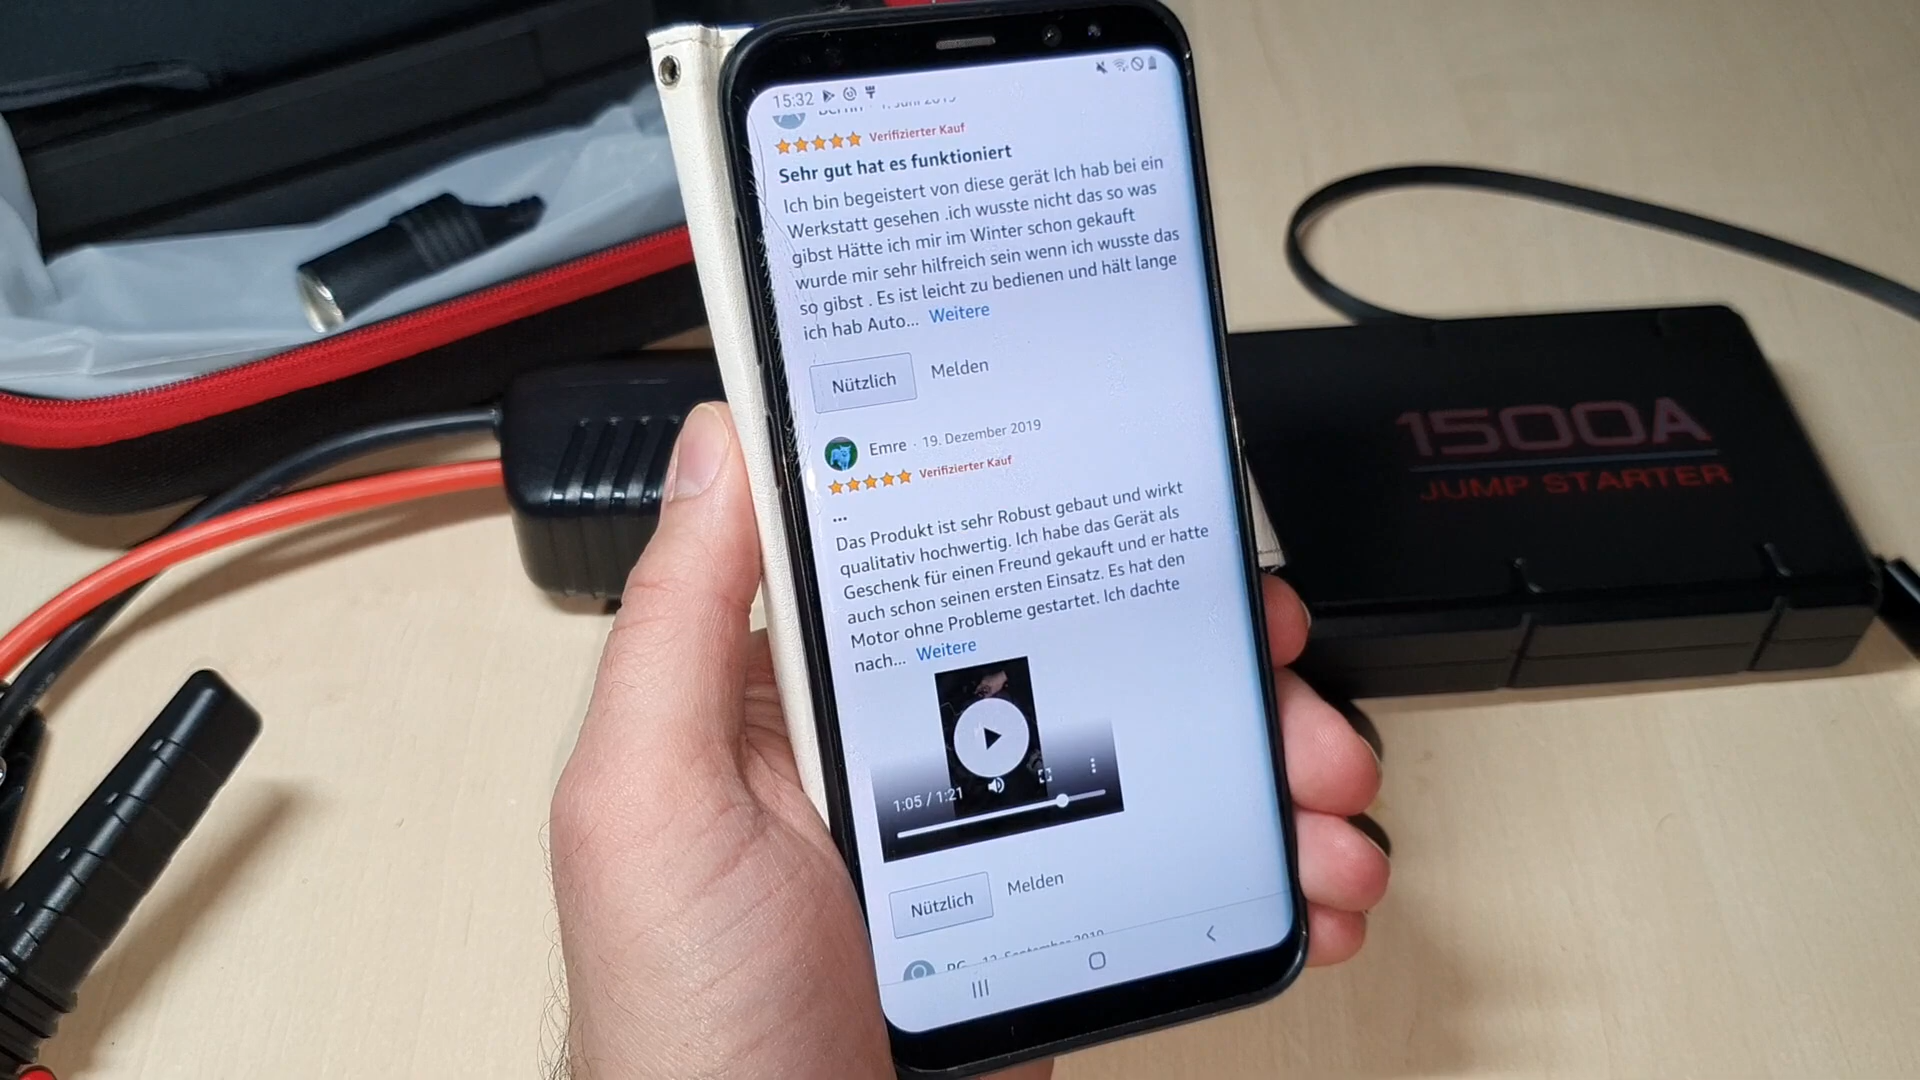 15:32
Verifizierter Kauf
Sehr gut hat es funktioniert
Ich bin begeistert von diese gerät Ich hab bei ein
Werkstatt gesehen .ich wusste nicht das so was
gibst Hätte ich mir im Winter schon gekauft
wurde mir sehr hilfreich sein wenn ich wusste das
so gibst . Es ist leicht zu bedienen und hält lange
ich hab Auto... Weitere
Nützlich Melden
Emre · 19. Dezember 2019
Verifizierter Kauf
...
Das Produkt ist sehr Robust gebaut und wirkt
qualitativ hochwertig. Ich habe das Gerät als
Geschenk für einen Freund gekauft und er hatte
auch schon seinen ersten Einsatz. Es hat den
Motor ohne Probleme gestartet. Ich dachte
nach... Weitere
1:05 / 1:21
Nützlich Melden
1500A
JUMP STARTER